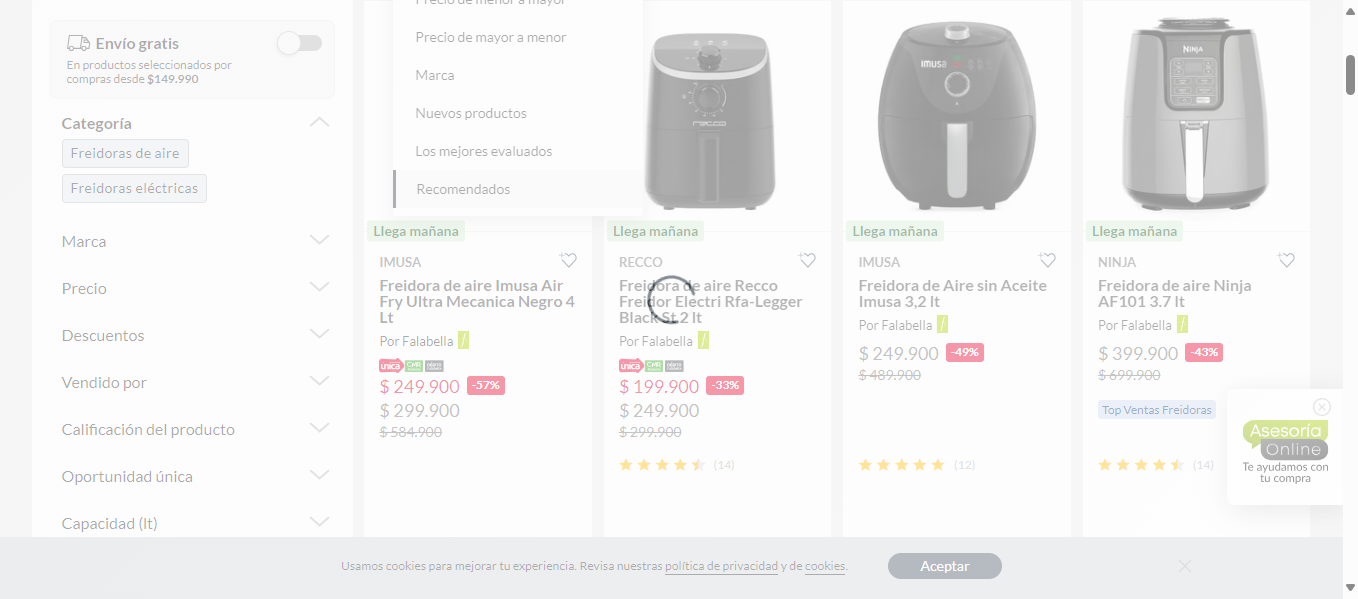 Precio de menor a mayor
Precio de mayor a menor
Marca
Nuevos productos
Los mejores evaluados
Recomendados
Envío gratis
En productos seleccionados por
compras desde $149.990
Categoría
Freidoras de aire
Freidoras eléctricas
Marca
Precio
Descuentos
Vendido por
Calificación del producto
Oportunidad única
Capacidad (lt)
Llega mañana
IMUSA
Freidora de aire Imusa Air
Fry Ultra Mecanica Negro 4
Lt
Por Falabella
única
CMR
$ 249.900 -57%
$ 299.900
$ 584.900
RECCO
Llega mañana
RECCO
Freidora de aire Recco
Freidor Electri Rfa-Legger
Black St 2 lt
Por Falabella
única
CMR
$ 199.900 -33%
$ 249.900
$ 299.900
(14)
IMUSA
Llega mañana
IMUSA
Freidora de Aire sin Aceite
Imusa 3,2 lt
Por Falabella
$ 249.900 -49%
$ 489.900
(12)
NINJA
Llega mañana
NINJA
Freidora de aire Ninja
AF101 3.7 lt
Por Falabella
$ 399.900 -43%
$ 699.900
Top Ventas Freidoras
(14)
Asesoría
Online
Te ayudamos con
tu compra
Usamos cookies para mejorar tu experiencia. Revisa nuestras política de privacidad y de cookies.
Aceptar